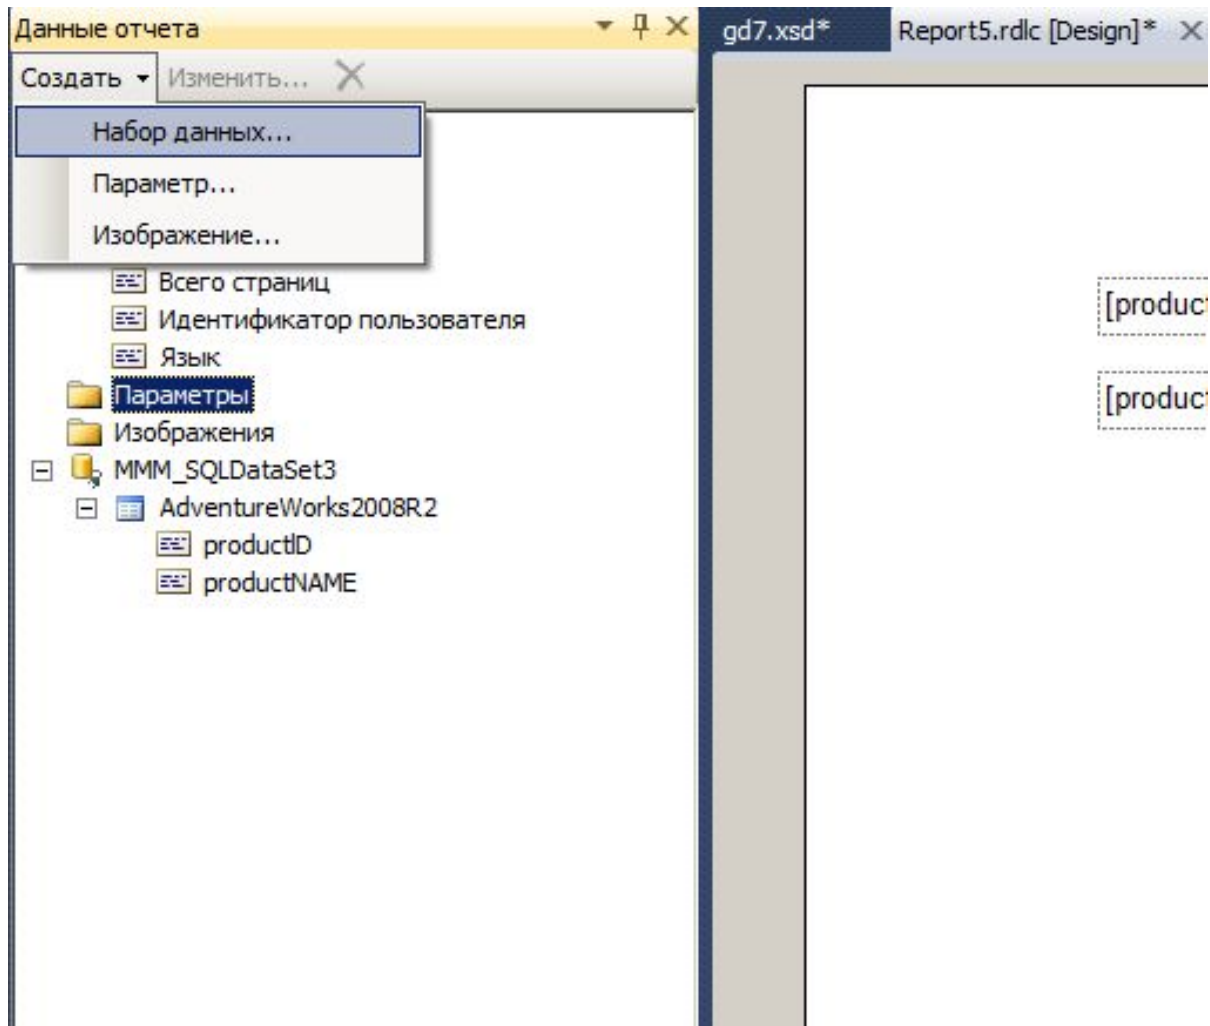 Данные отчета
gd7.xsd*
Report5.rdlc [Design]*
Создать
Изменить...
Набор данных...
Параметр...
Изображение...
Всего страниц
Идентификатор пользователя
Язык
Параметры
Изображения
MMM_SQLDataSet3
AdventureWorks2008R2
productID
productNAME
[product
[product